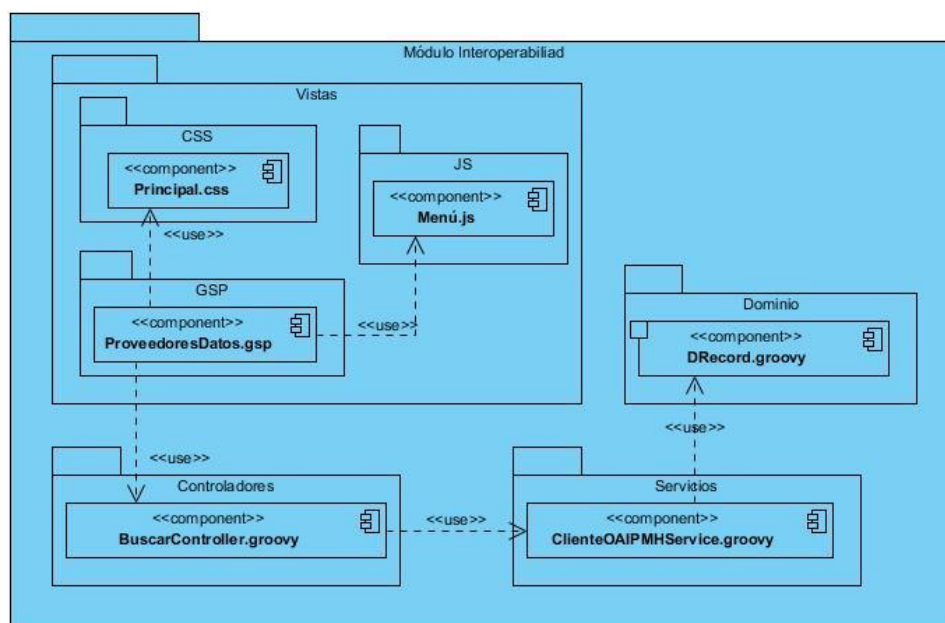 Módulo Interoperabiliad
Vistas
CSS
<<component>>
Principal.css
JS
<<component>>
Menú.js
<<use>>
GSP
<<component>>
ProveedoresDatos.gsp
<<use>>
Dominio
<<component>>
DRecord.groovy
<<use>>
<<use>>
Controladores
<<component>>
BuscarController.groovy
<<use>>
Servicios
<<component>>
ClienteOAIPMHService.groovy